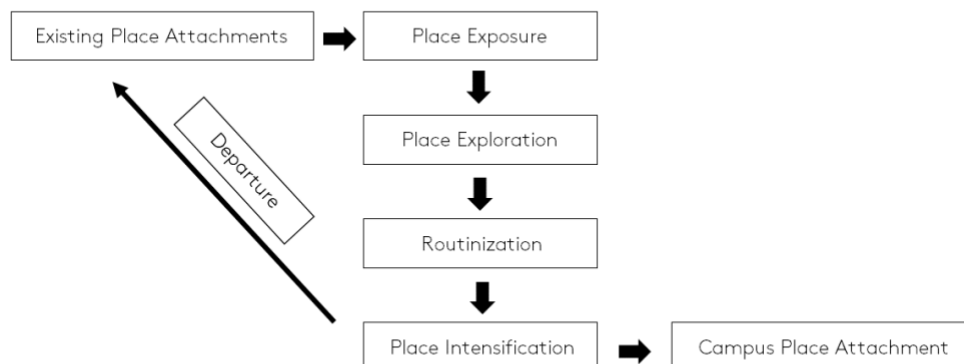 Existing Place Attachments
Place Exposure
Place Exploration
Departure
Routinization
Place Intensification
Campus Place Attachment